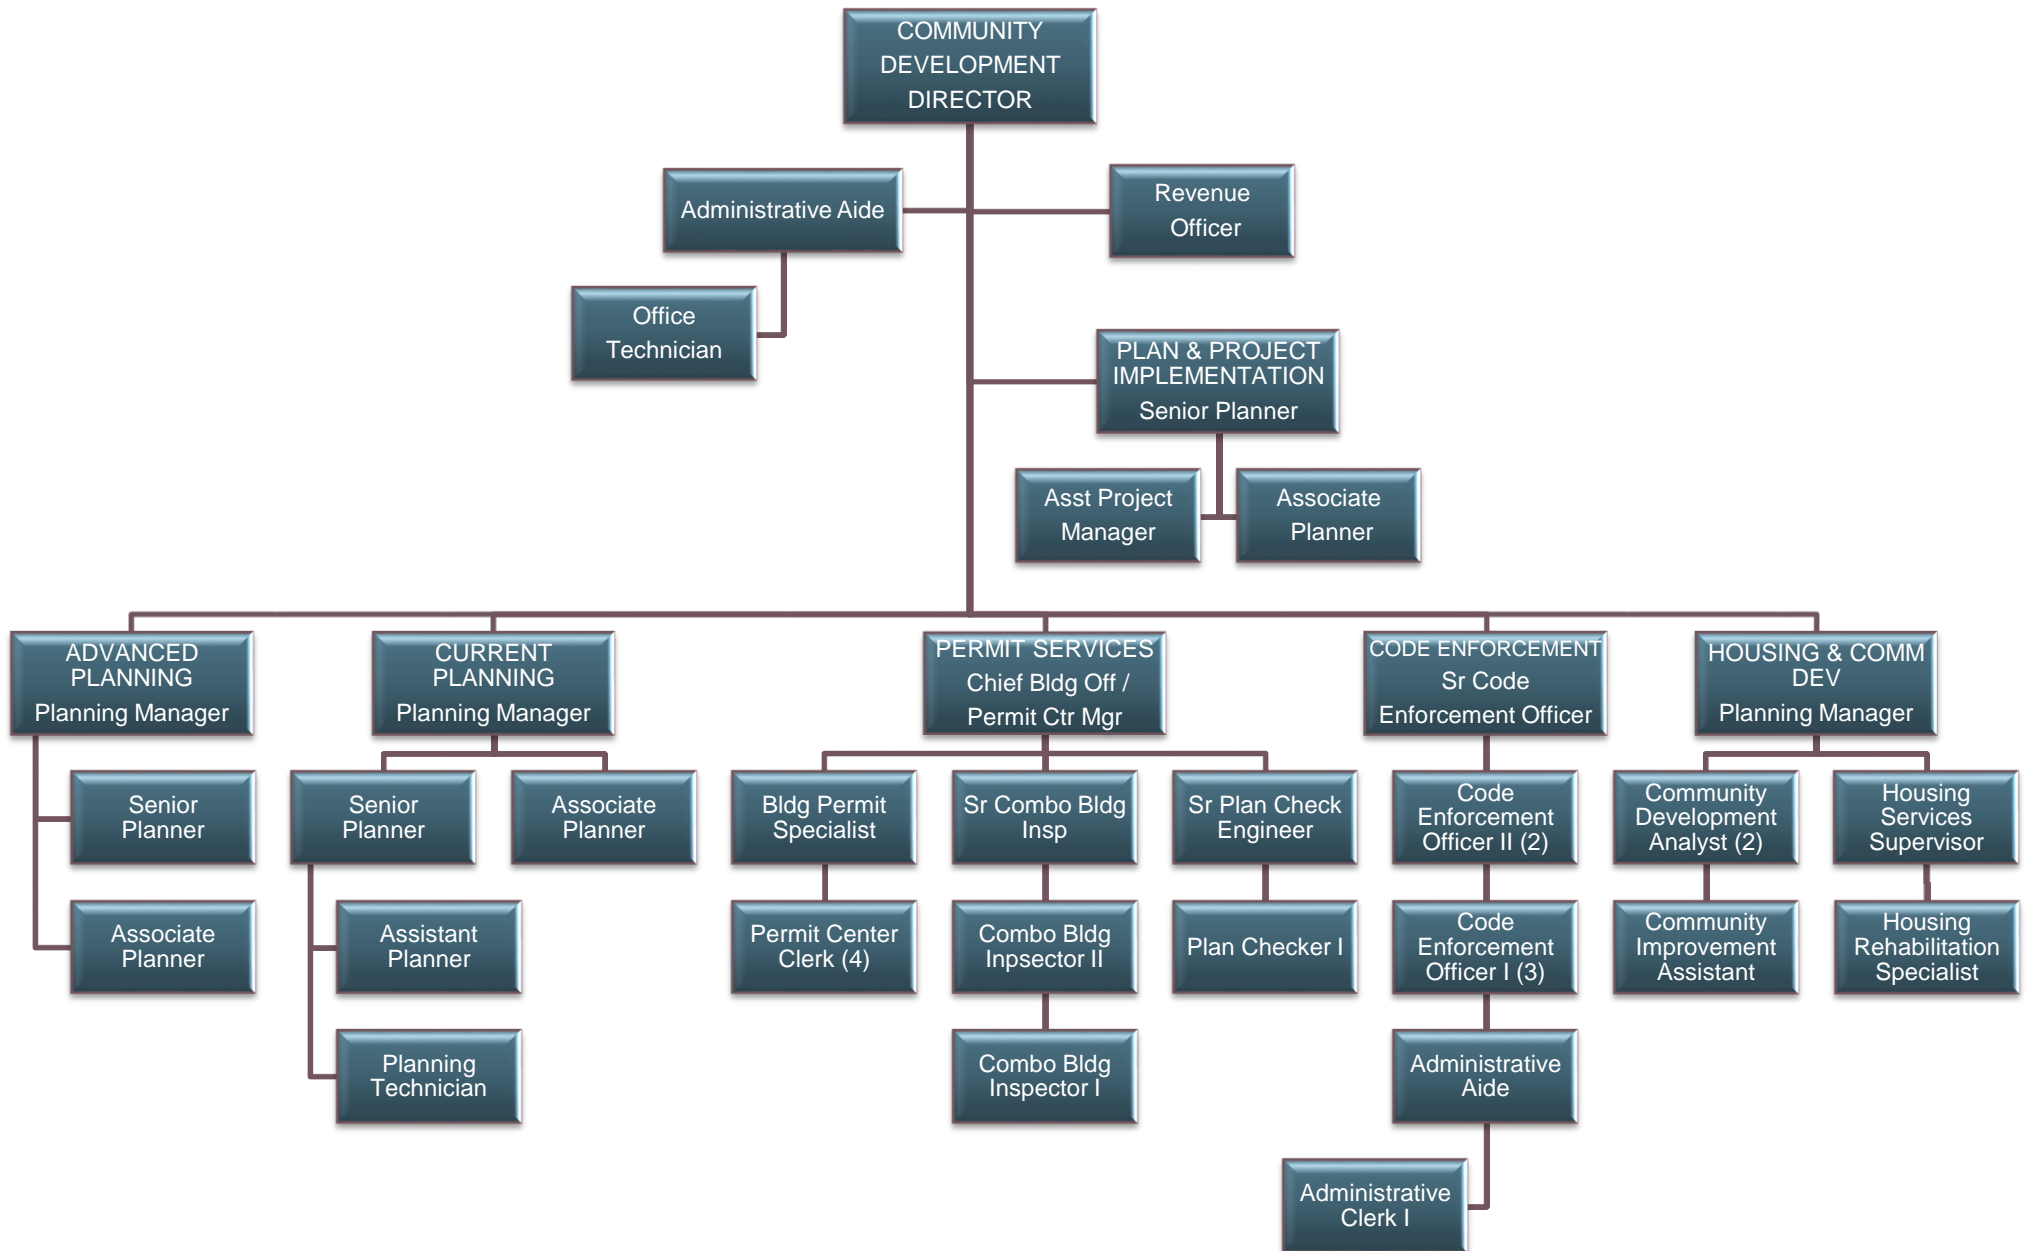 COMMUNITY
DEVELOPMENT
DIRECTOR
Administrative Aide
Revenue
Officer
Office
Technician
PLAN & PROJECT
IMPLEMENTATION
Senior Planner
Asst Project
Manager
Associate
Planner
ADVANCED
PLANNING
Planning Manager
CURRENT
PLANNING
Planning Manager
PERMIT SERVICES
Chief Bldg Off /
Permit Ctr Mgr
CODE ENFORCEMENT
Sr Code
Enforcement Officer
HOUSING & COMM
DEV
Planning Manager
Senior
Planner
Senior
Planner
Associate
Planner
Bldg Permit
Specialist
Sr Combo Bldg
Insp
Sr Plan Check
Engineer
Code
Enforcement
Officer II (2)
Community
Development
Analyst (2)
Housing
Services
Supervisor
Associate
Planner
Assistant
Planner
Permit Center
Clerk (4)
Combo Bldg
Inpsector II
Plan Checker I
Code
Enforcement
Officer I (3)
Community
Improvement
Assistant
Housing
Rehabilitation
Specialist
Planning
Technician
Combo Bldg
Inspector I
Administrative
Aide
Administrative
Clerk I